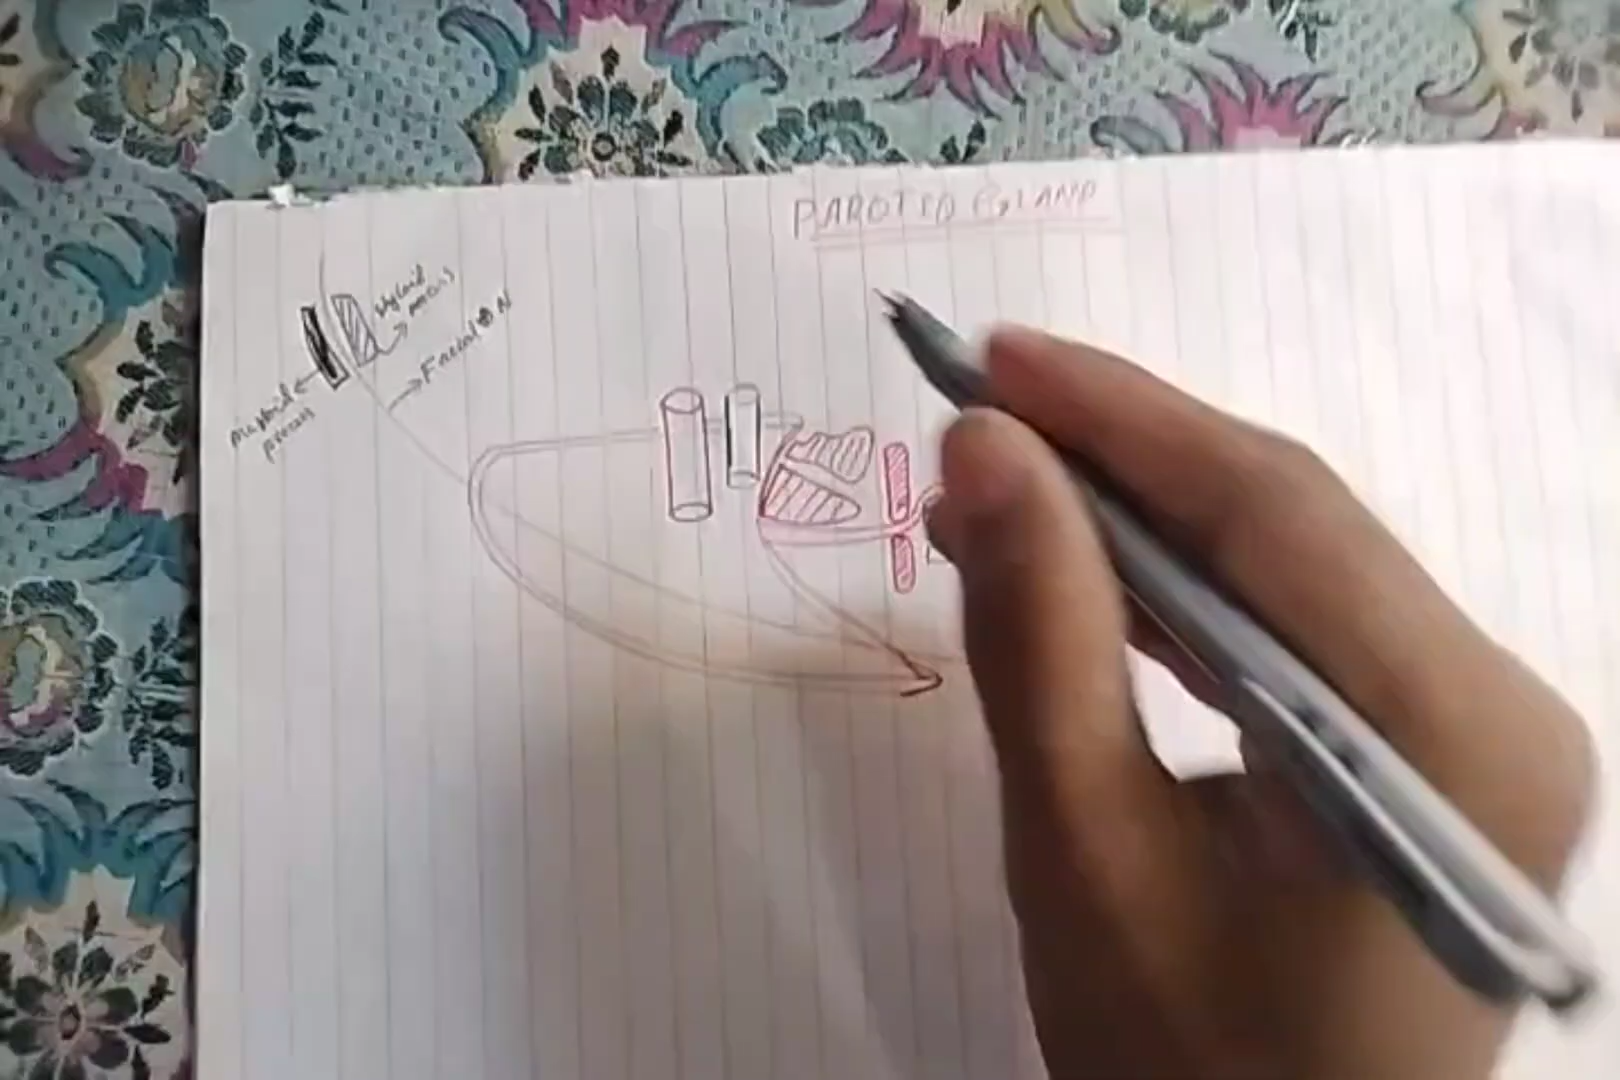 PAROTID GLAND
styloid
process
Facial N
Mastoid
process